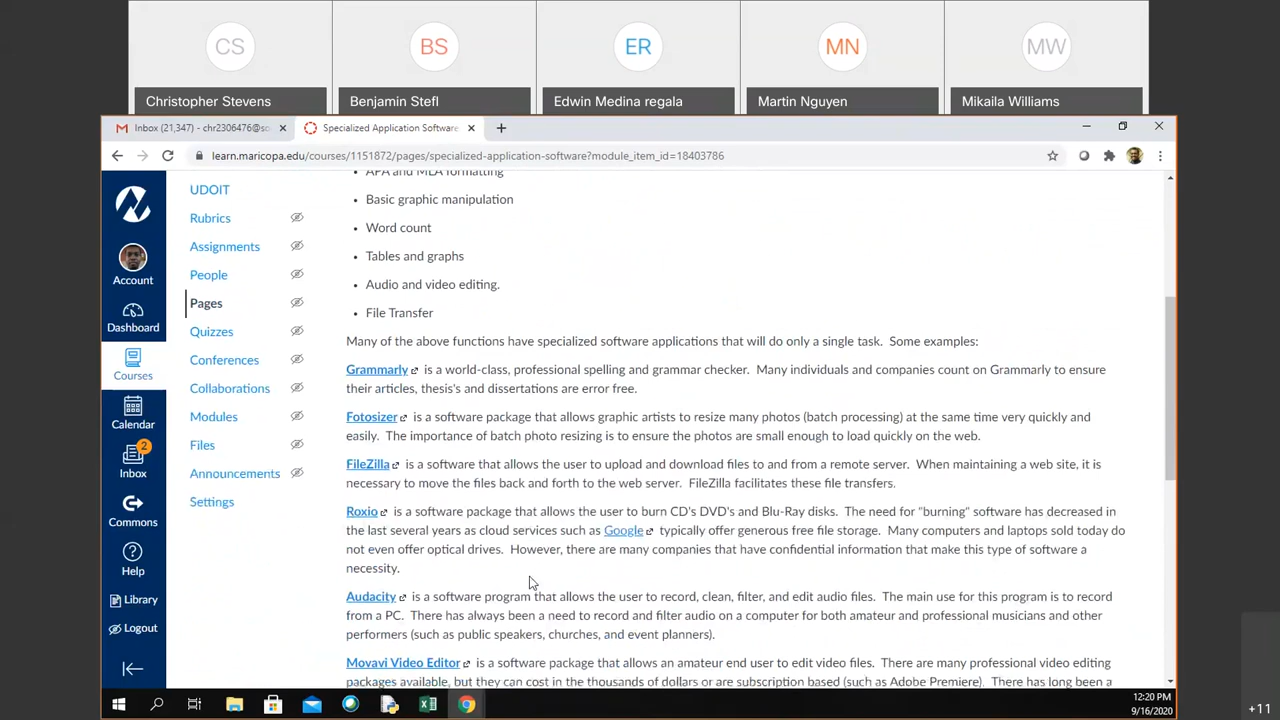 CS
BS
ER
MN
MW
Christopher Stevens
Benjamin Stefl
Edwin Medina regala
Martin Nguyen
Mikaila Williams
Inbox (21,347) - chr2306476@so
Specialized Application Software
learn.maricopa.edu/courses/1151872/pages/specialized-application-software?module_item_id=18403786
Account
Dashboard
Courses
Calendar
2
Inbox
Commons
Help
Library
Logout
UDOIT
Rubrics
Assignments
People
Pages
Quizzes
Conferences
Collaborations
Modules
Files
Announcements
Settings
APA and MLA formatting
Basic graphic manipulation
Word count
Tables and graphs
Audio and video editing.
File Transfer
Many of the above functions have specialized software applications that will do only a single task. Some examples:
Grammarly is a world-class, professional spelling and grammar checker. Many individuals and companies count on Grammarly to ensure
their articles, thesis's and dissertations are error free.
Fotosizer is a software package that allows graphic artists to resize many photos (batch processing) at the same time very quickly and
easily. The importance of batch photo resizing is to ensure the photos are small enough to load quickly on the web.
FileZilla is a software that allows the user to upload and download files to and from a remote server. When maintaining a web site, it is
necessary to move the files back and forth to the web server. FileZilla facilitates these file transfers.
Roxio is a software package that allows the user to burn CD's DVD's and Blu-Ray disks. The need for "burning" software has decreased in
the last several years as cloud services such as Google typically offer generous free file storage. Many computers and laptops sold today do
not even offer optical drives. However, there are many companies that have confidential information that make this type of software a
necessity.
Audacity is a software program that allows the user to record, clean, filter, and edit audio files. The main use for this program is to record
from a PC. There has always been a need to record and filter audio on a computer for both amateur and professional musicians and other
performers (such as public speakers, churches, and event planners).
Movavi Video Editor is a software package that allows an amateur end user to edit video files. There are many professional video editing
packages available, but they can cost in the thousands of dollars or are subscription based (such as Adobe Premiere). There has long been a
12:20 PM
9/16/2020
+11